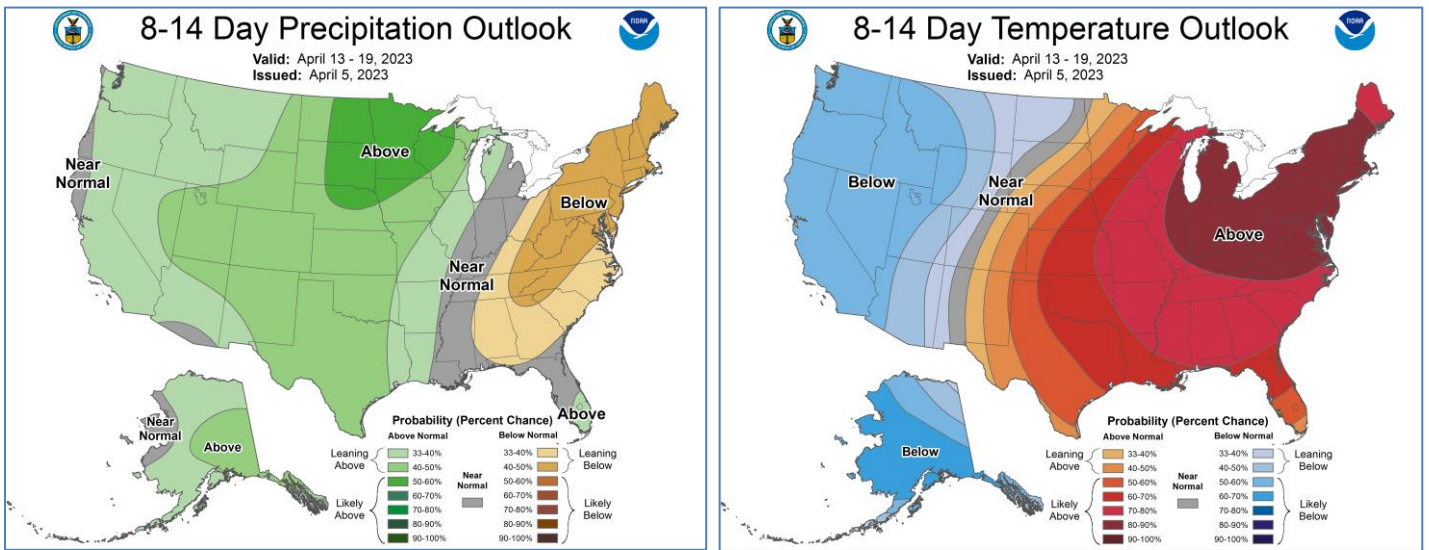 8-14 Day Precipitation Outlook
NOAA
Valid: April 13 - 19, 2023
Issued: April 5, 2023
Near
Normal
Above
Below
Near
Normal
Above
Near
Normal
Above
Probability (Percent Chance)
Above Normal
Below Normal
Leaning
Above
33-40%
40-50%
Likely
Above
50-60%
60-70%
70-80%
80-90%
90-100%
Near
Normal
33-40%
40-50%
Leaning
Below
50-60%
60-70%
70-80%
80-90%
90-100%
Likely
Below
8-14 Day Temperature Outlook
NOAA
Valid: April 13 - 19, 2023
Issued: April 5, 2023
Below
Near
Normal
Above
Below
Probability (Percent Chance)
Above Normal
Below Normal
Leaning
Above
33-40%
40-50%
Likely
Above
50-60%
60-70%
70-80%
80-90%
90-100%
Near
Normal
33-40%
40-50%
Leaning
Below
50-60%
60-70%
70-80%
80-90%
90-100%
Likely
Below